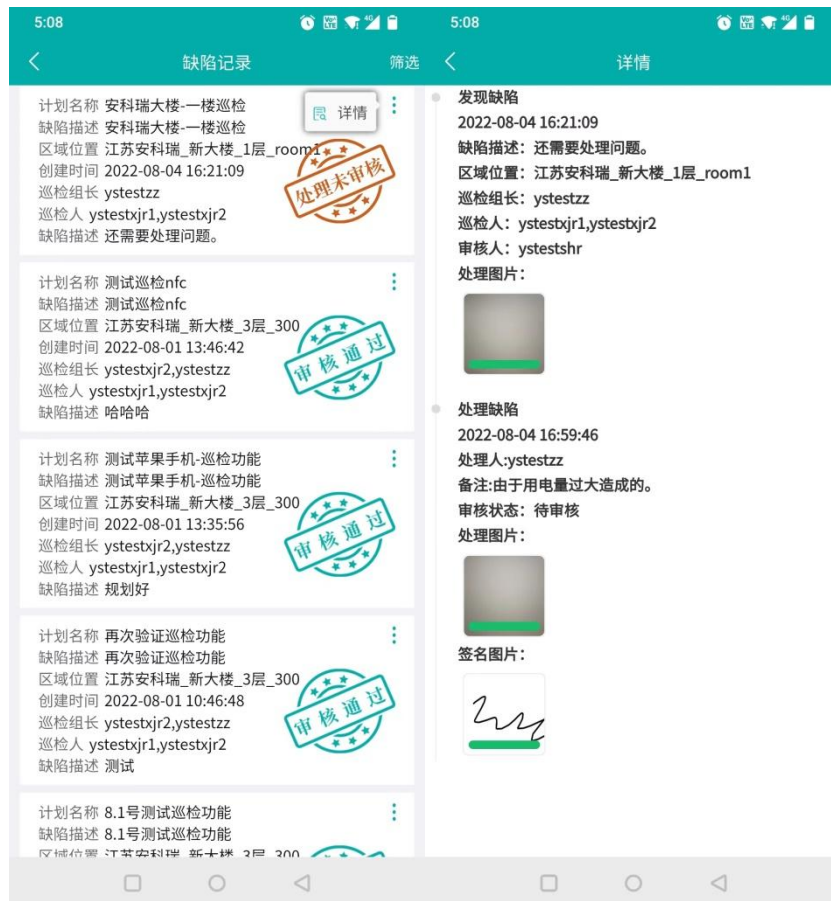 5:08
缺陷记录
筛选
详情
计划名称 安科瑞大楼-一楼巡检
缺陷描述 安科瑞大楼-一楼巡检
区域位置 江苏安科瑞_新大楼_1层_room1
创建时间 2022-08-04 16:21:09
巡检组长 ystestzz
巡检人 ystestxjr1,ystestxjr2
缺陷描述 还需要处理问题。
处理未审核
计划名称 测试巡检nfc
缺陷描述 测试巡检nfc
区域位置 江苏安科瑞_新大楼_3层_300
创建时间 2022-08-01 13:46:42
巡检组长 ystestxjr2,ystestzz
巡检人 ystestxjr1,ystestxjr2
缺陷描述 哈哈哈
审核通过
计划名称 测试苹果手机-巡检功能
缺陷描述 测试苹果手机-巡检功能
区域位置 江苏安科瑞_新大楼_3层_300
创建时间 2022-08-01 13:35:56
巡检组长 ystestxjr2,ystestzz
巡检人 ystestxjr1,ystestxjr2
缺陷描述 规划好
审核通过
计划名称 再次验证巡检功能
缺陷描述 再次验证巡检功能
区域位置 江苏安科瑞_新大楼_3层_300
创建时间 2022-08-01 10:46:48
巡检组长 ystestxjr2,ystestzz
巡检人 ystestxjr1,ystestxjr2
缺陷描述 测试
审核通过
计划名称 8.1号测试巡检功能
缺陷描述 8.1号测试巡检功能
区域位置 江苏安科瑞_新大楼_3层_300
5:08
详情
发现缺陷
2022-08-04 16:21:09
缺陷描述：还需要处理问题。
区域位置：江苏安科瑞_新大楼_1层_room1
巡检组长：ystestzz
巡检人：ystestxjr1,ystestxjr2
审核人：ystestshr
处理图片：
处理缺陷
2022-08-04 16:59:46
处理人:ystestzz
备注:由于用电量过大造成的。
审核状态：待审核
处理图片：
签名图片：